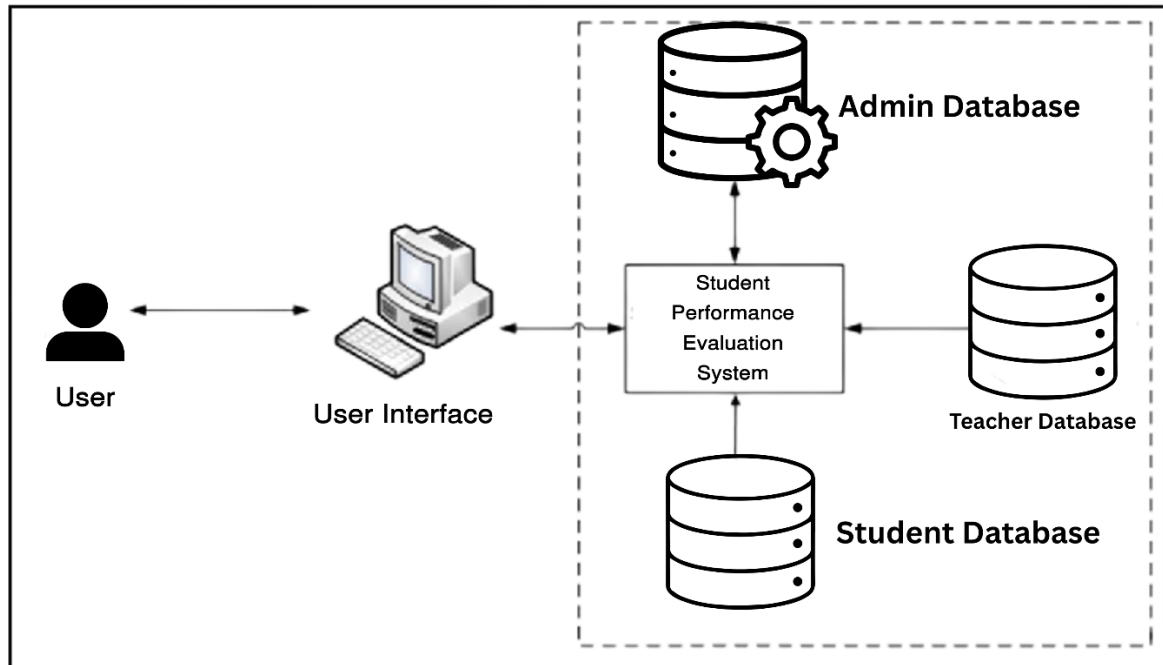 Admin Database
Student
Performance
Evaluation
System
User
User Interface
Teacher Database
Student Database